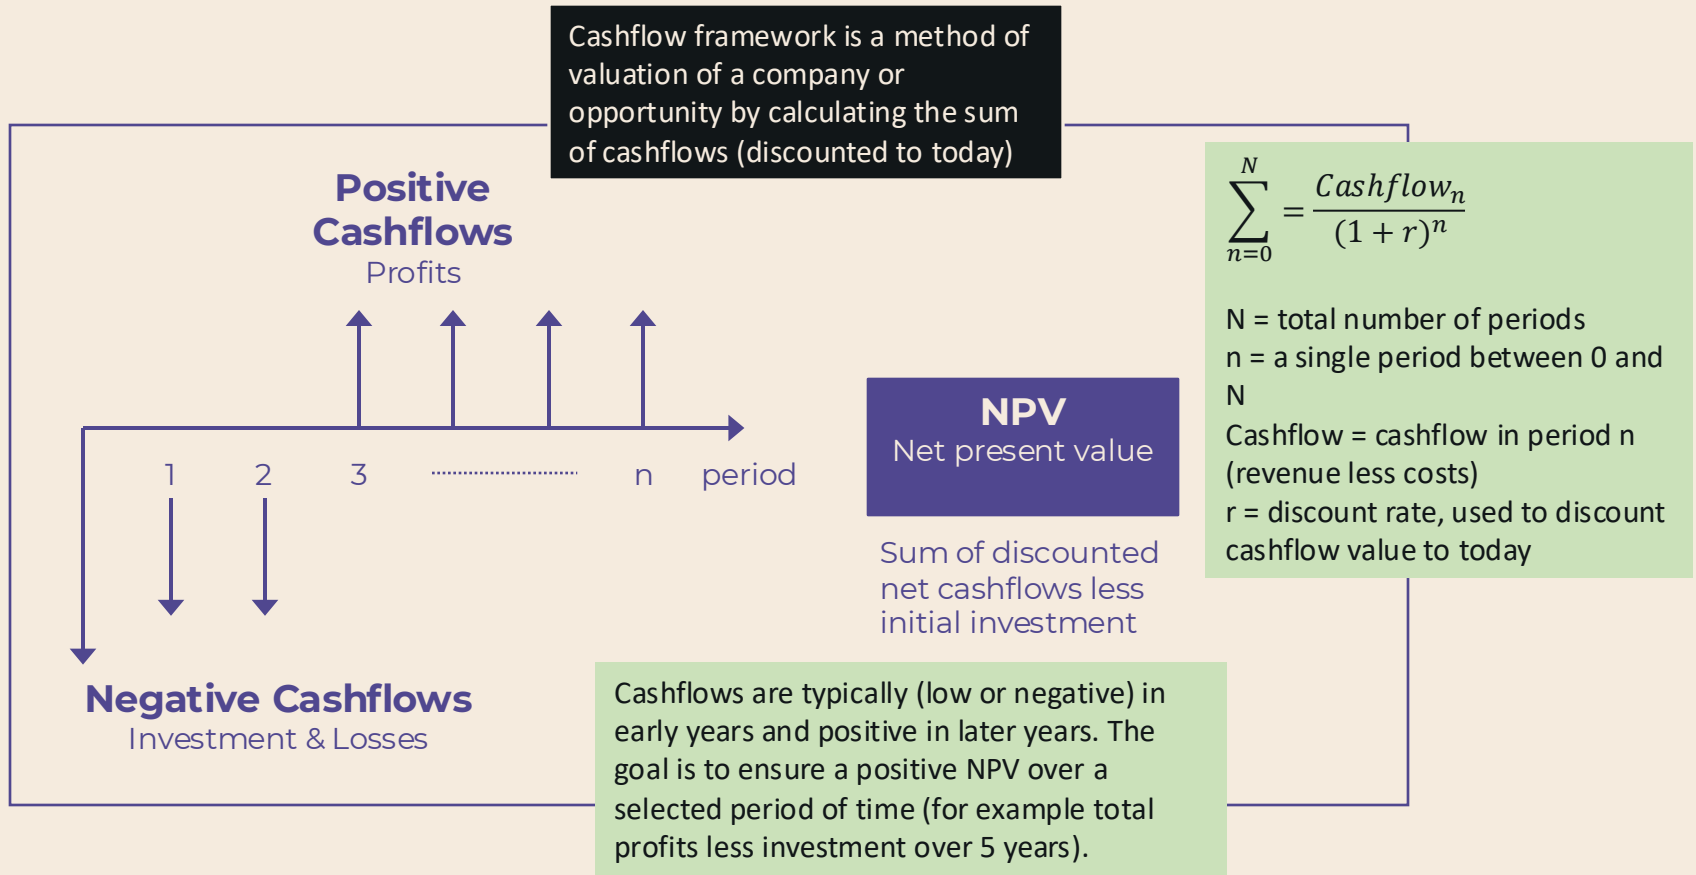 Cashflow framework is a method of
valuation of a company or
opportunity by calculating the sum
of cashflows (discounted to today)
Positive
Cashflows
Profits
1 2 3 ........................ n period
Negative Cashflows
Investment & Losses
NPV
Net present value
Sum of discounted
net cashflows less
initial investment
N
∑ = Cashflowₙ / (1 + r)ⁿ
n=0
N = total number of periods
n = a single period between 0 and
N
Cashflow = cashflow in period n
(revenue less costs)
r = discount rate, used to discount
cashflow value to today
Cashflows are typically (low or negative) in
early years and positive in later years. The
goal is to ensure a positive NPV over a
selected period of time (for example total
profits less investment over 5 years).